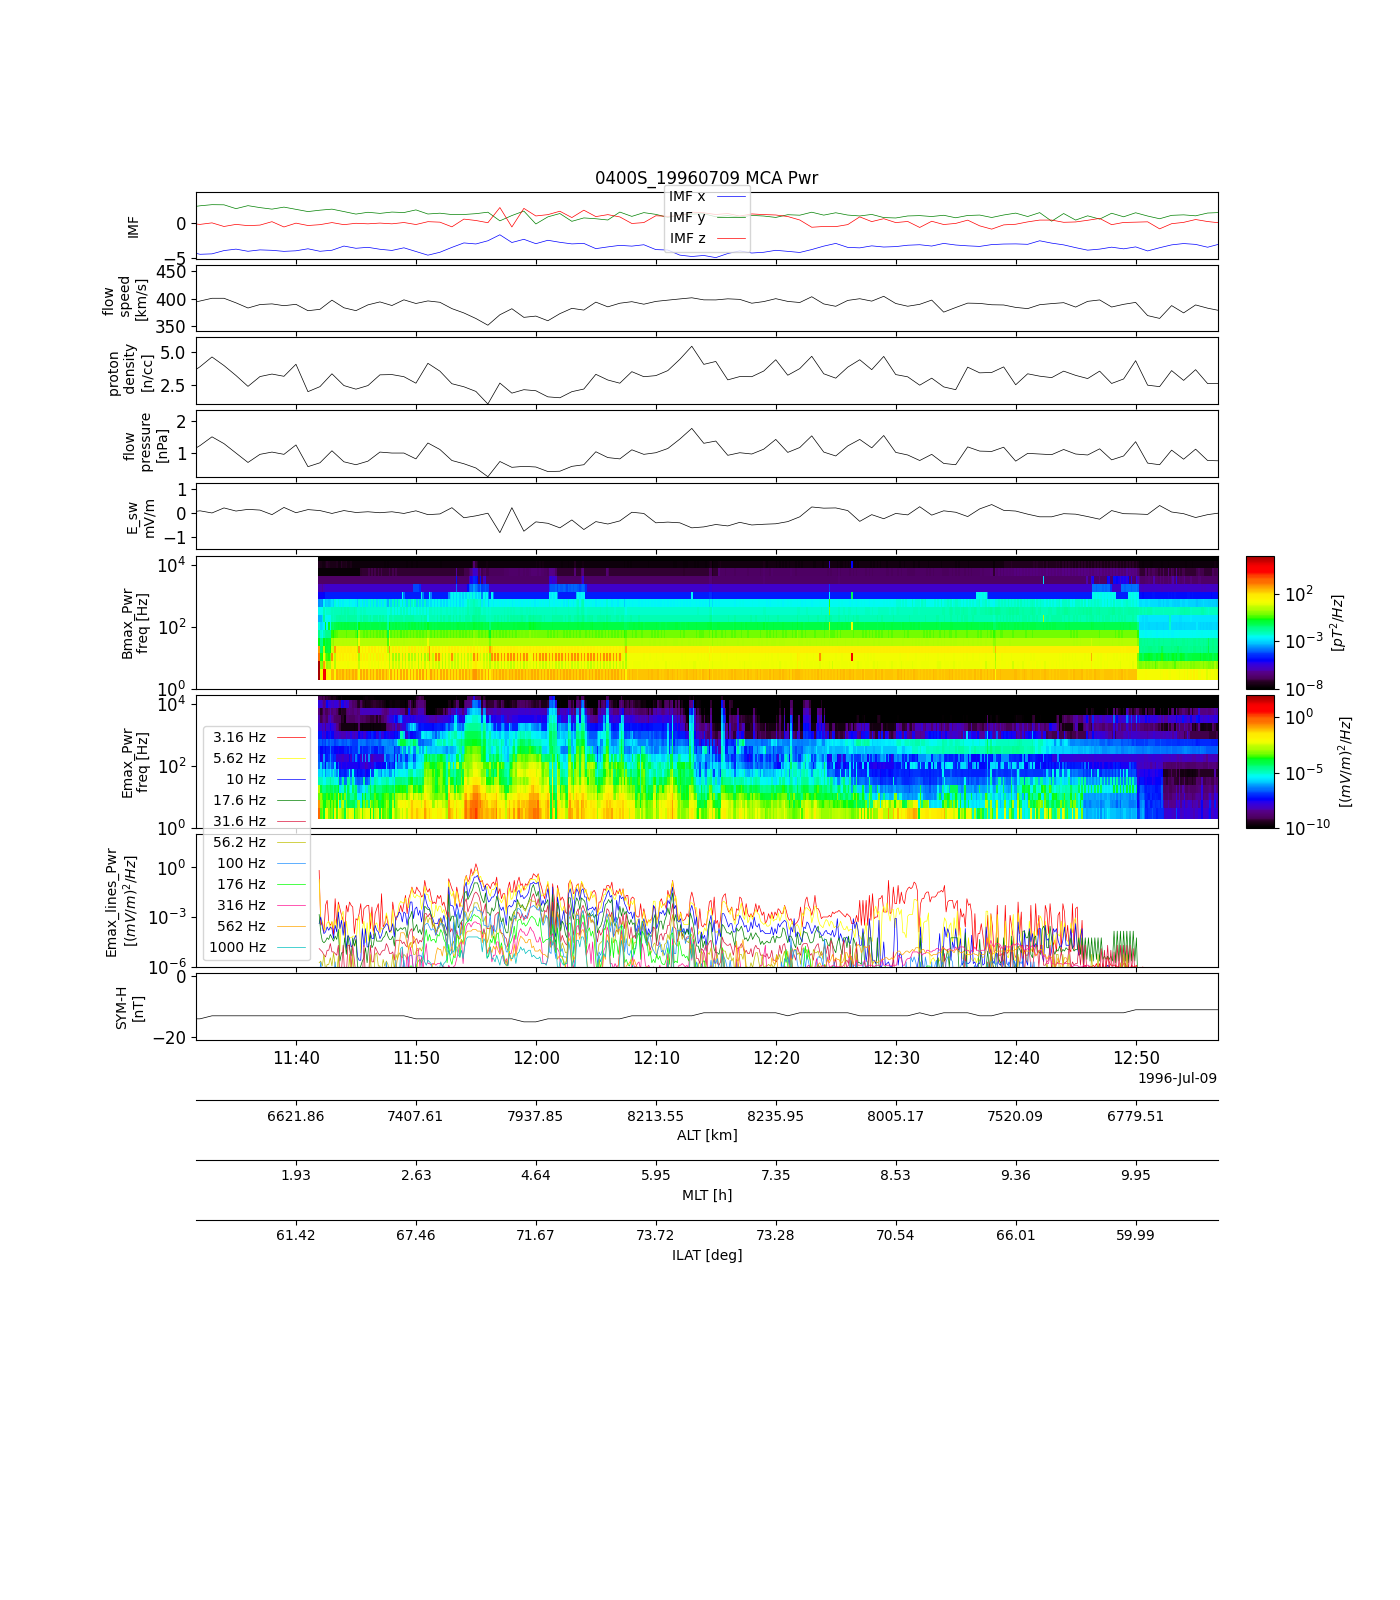 0400S_19960709 MCA Pwr
IMF
0
−5
IMF x
IMF y
IMF z
flow
speed
[km/s]
450
400
350
proton
density
[n/cc]
5.0
2.5
flow
pressure
[nPa]
2
1
E_sw
mV/m
1
0
−1
Bmax_Pwr
freq [Hz]
10^4
10^2
10^0
10^2
10^-3
10^-8
[pT^2/Hz]
Emax_Pwr
freq [Hz]
10^4
10^2
10^0
10^0
10^-5
10^-10
[(mV/m)^2/Hz]
3.16 Hz
5.62 Hz
10 Hz
17.6 Hz
31.6 Hz
56.2 Hz
100 Hz
176 Hz
316 Hz
562 Hz
1000 Hz
Emax_lines_Pwr
[(mV/m)^2/Hz]
10^0
10^-3
10^-6
SYM-H
[nT]
0
−20
11:40 11:50 12:00 12:10 12:20 12:30 12:40 12:50
1996-Jul-09
6621.86 7407.61 7937.85 8213.55 8235.95 8005.17 7520.09 6779.51
ALT [km]
1.93 2.63 4.64 5.95 7.35 8.53 9.36 9.95
MLT [h]
61.42 67.46 71.67 73.72 73.28 70.54 66.01 59.99
ILAT [deg]